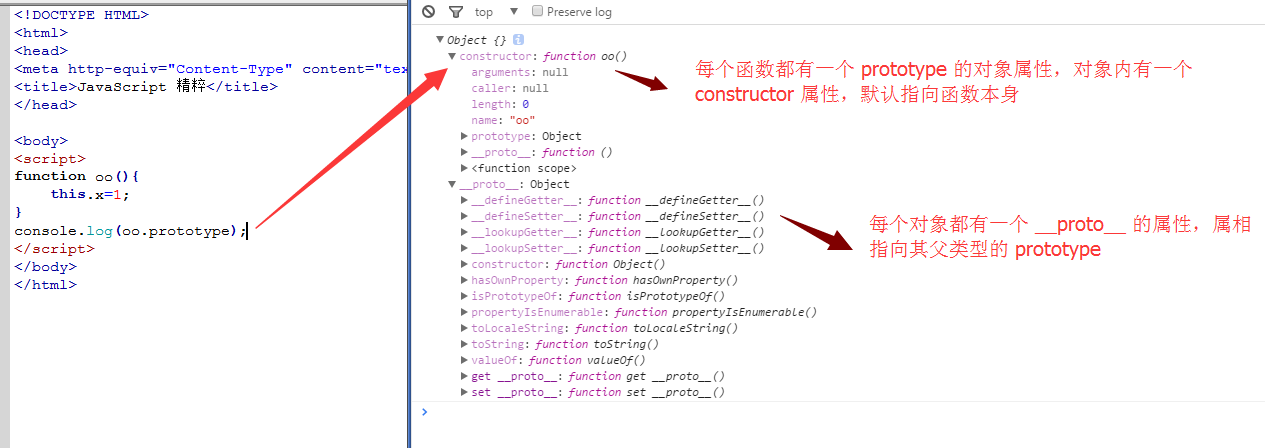 <!DOCTYPE HTML>
<html>
<head>
<meta http-equiv="Content-Type" content="tex
<title>JavaScript 精粹</title>
</head>
<body>
<script>
function oo(){
this.x=1;
}
console.log(oo.prototype);
</script>
</body>
</html>
top
Preserve log
Object {}
constructor: function oo()
arguments: null
caller: null
length: 0
name: "oo"
prototype: Object
__proto__: function ()
<function scope>
__proto__: Object
__defineGetter__: function __defineGetter__()
__defineSetter__: function __defineSetter__()
__lookupGetter__: function __lookupGetter__()
__lookupSetter__: function __lookupSetter__()
constructor: function Object()
hasOwnProperty: function hasOwnProperty()
isPrototypeOf: function isPrototypeOf()
propertyIsEnumerable: function propertyIsEnumerable()
toLocaleString: function toLocaleString()
toString: function toString()
valueOf: function valueOf()
get __proto__: function get __proto__()
set __proto__: function set __proto__()
每个函数都有一个 prototype 的对象属性，对象内有一个
constructor 属性，默认指向函数本身
每个对象都有一个 __proto__ 的属性，属相
指向其父类型的 prototype